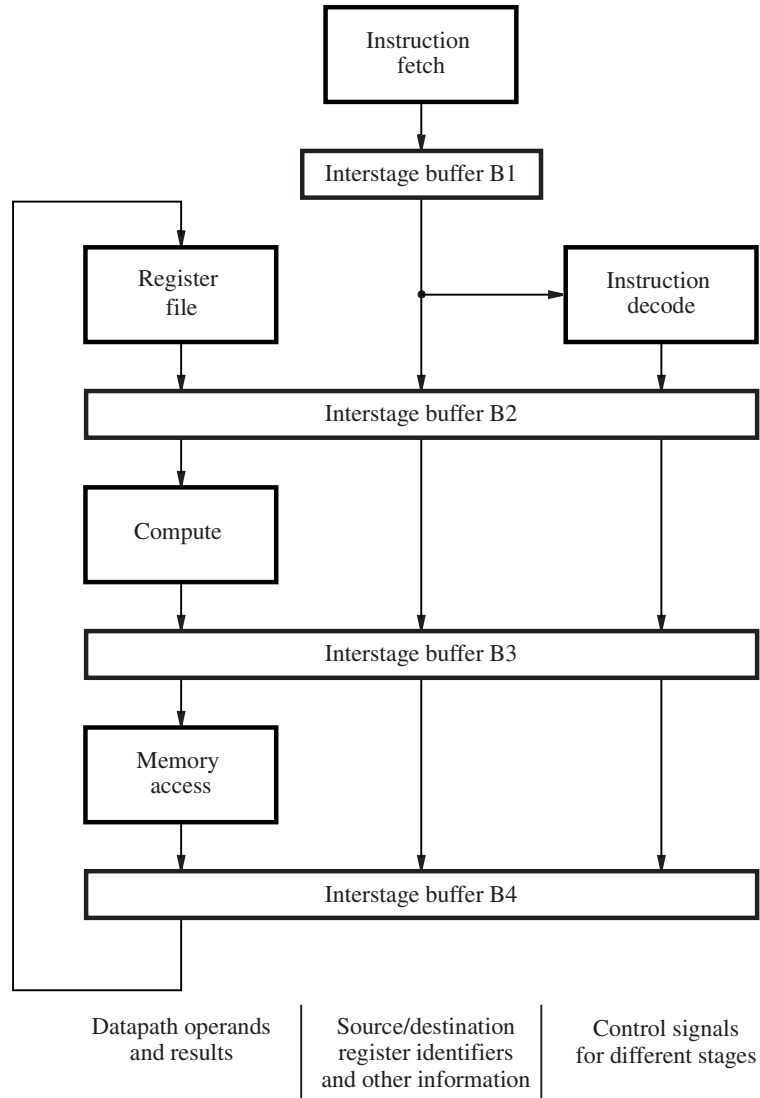 Instruction
fetch
Interstage buffer B1
Register
file
Instruction
decode
Interstage buffer B2
Compute
Interstage buffer B3
Memory
access
Interstage buffer B4
Datapath operands
and results
Source/destination
register identifiers
and other information
Control signals
for different stages